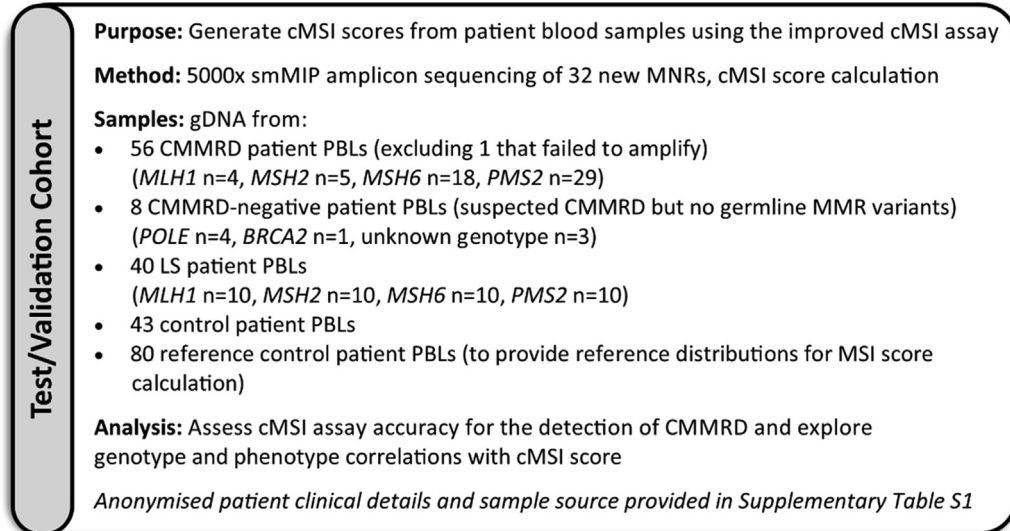 Test/Validation Cohort
Purpose: Generate cMSI scores from patient blood samples using the improved cMSI assay
Method: 5000x smMIP amplicon sequencing of 32 new MNRs, cMSI score calculation
Samples: gDNA from:
• 56 CMMRD patient PBLs (excluding 1 that failed to amplify)
(MLH1 n=4, MSH2 n=5, MSH6 n=18, PMS2 n=29)
• 8 CMMRD-negative patient PBLs (suspected CMMRD but no germline MMR variants)
(POLE n=4, BRCA2 n=1, unknown genotype n=3)
• 40 LS patient PBLs
(MLH1 n=10, MSH2 n=10, MSH6 n=10, PMS2 n=10)
• 43 control patient PBLs
• 80 reference control patient PBLs (to provide reference distributions for MSI score
calculation)
Analysis: Assess cMSI assay accuracy for the detection of CMMRD and explore
genotype and phenotype correlations with cMSI score
Anonymised patient clinical details and sample source provided in Supplementary Table S1